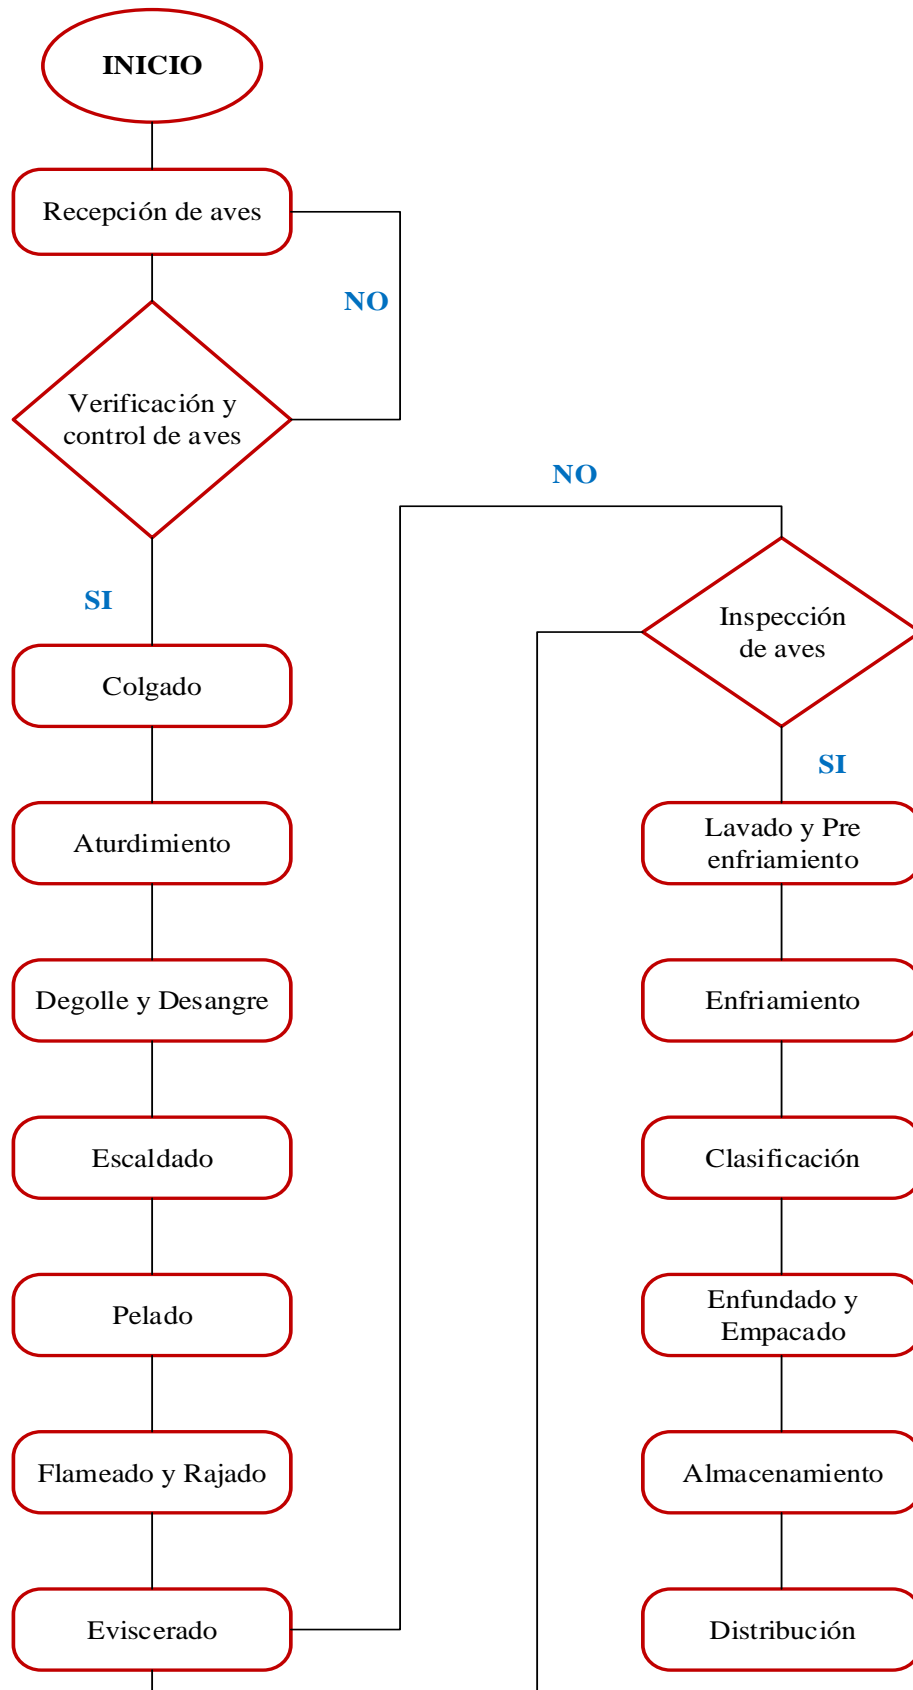 INICIO
Recepción de aves
NO
Verificación y
control de aves
SI
Colgado
Aturdimiento
Degolle y Desangre
Escaldado
Pelado
Flameado y Rajado
Eviscerado
NO
Inspección
de aves
SI
Lavado y Pre
enfriamiento
Enfriamiento
Clasificación
Enfundado y
Empacado
Almacenamiento
Distribución